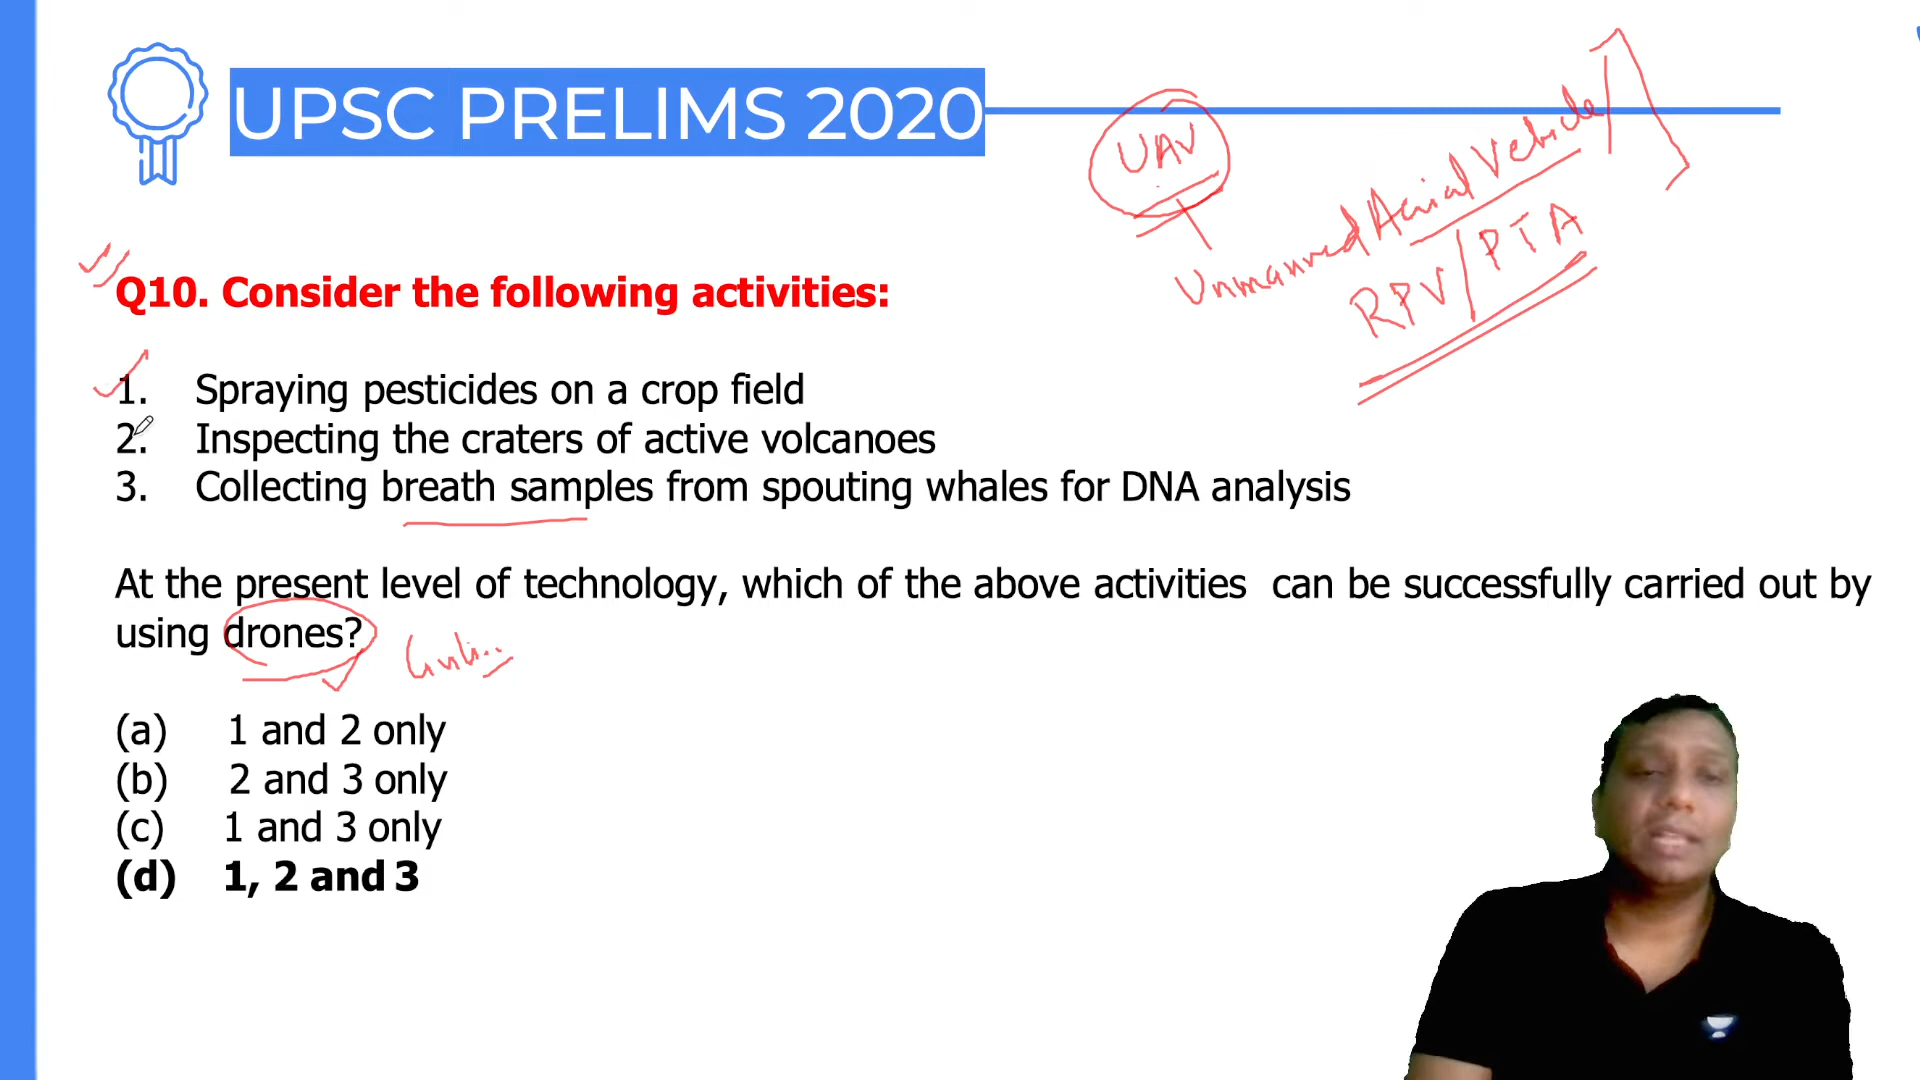 UPSC PRELIMS 2020
UAV
Unmanned Aerial Vehicle/
RPV/PTA
Q10. Consider the following activities:
1. Spraying pesticides on a crop field
2. Inspecting the craters of active volcanoes
3. Collecting breath samples from spouting whales for DNA analysis
At the present level of technology, which of the above activities can be successfully carried out by
using drones?
(a) 1 and 2 only
(b) 2 and 3 only
(c) 1 and 3 only
(d) 1, 2 and 3